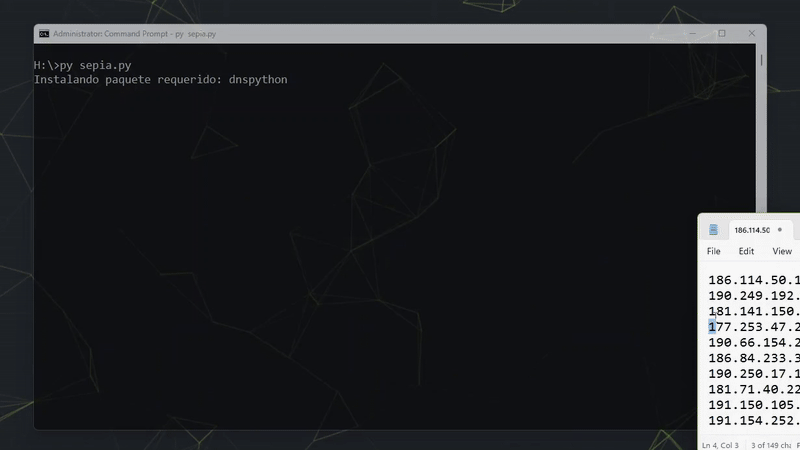 Administrator: Command Prompt - py sepia.py
H:\>py sepia.py
Instalando paquete requerido: dnspython
186.114.50
File Edit View
186.114.50.1
190.249.192.
181.141.150.
177.253.47.2
190.66.154.2
186.84.233.3
190.250.17.1
181.71.40.22
191.150.105.
191.154.252.
Ln 4, Col 3 3 of 149 cha